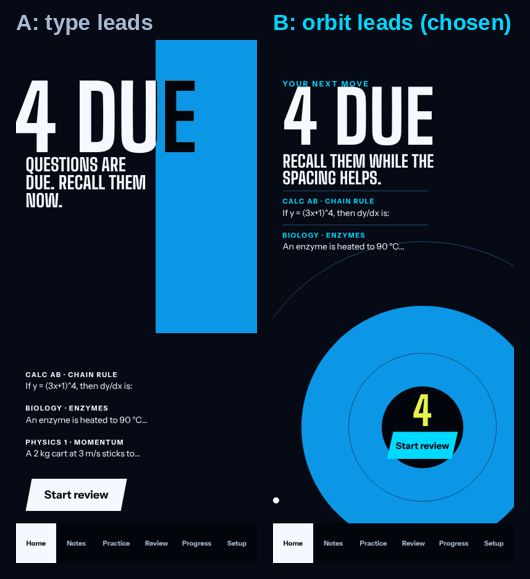 A: type leads
4 DUE
QUESTIONS ARE
DUE. RECALL THEM
NOW.
CALC AB · CHAIN RULE
If y = (3x+1)^4, then dy/dx is:
BIOLOGY · ENZYMES
An enzyme is heated to 90 °C...
PHYSICS 1 · MOMENTUM
A 2 kg cart at 3 m/s sticks to...
Start review
Home Notes Practice Review Progress Setup
B: orbit leads (chosen)
YOUR NEXT MOVE
4 DUE
RECALL THEM WHILE THE
SPACING HELPS.
CALC AB · CHAIN RULE
If y = (3x+1)^4, then dy/dx is:
BIOLOGY · ENZYMES
An enzyme is heated to 90 °C...
4
Start review
Home Notes Practice Review Progress Setup